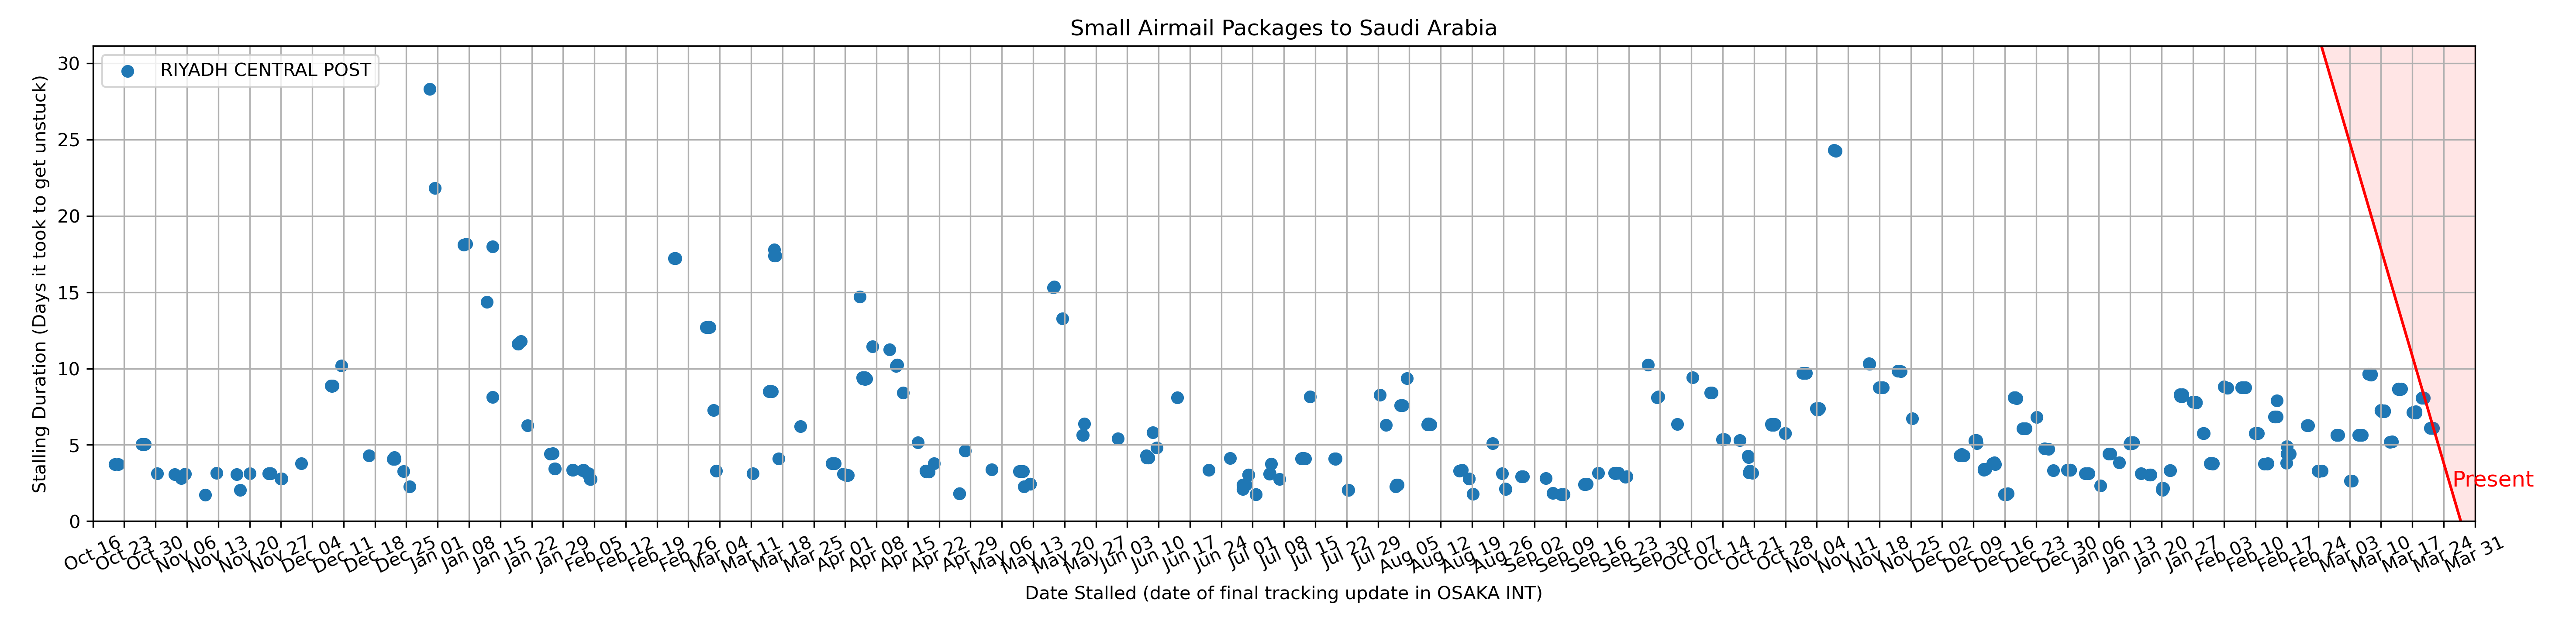 Small Airmail Packages to Saudi Arabia
RIYADH CENTRAL POST
Stalling Duration (Days it took to get unstuck)
30
25
20
15
10
5
0
Present
Oct 16
Oct 23
Oct 30
Nov 06
Nov 13
Nov 20
Nov 27
Dec 04
Dec 11
Dec 18
Dec 25
Jan 01
Jan 08
Jan 15
Jan 22
Jan 29
Feb 05
Feb 12
Feb 19
Feb 26
Mar 04
Mar 11
Mar 18
Mar 25
Apr 01
Apr 08
Apr 15
Apr 22
Apr 29
May 06
May 13
May 20
May 27
Jun 03
Jun 10
Jun 17
Jun 24
Jul 01
Jul 08
Jul 15
Jul 22
Jul 29
Aug 05
Aug 12
Aug 19
Aug 26
Sep 02
Sep 09
Sep 16
Sep 23
Sep 30
Oct 07
Oct 14
Oct 21
Oct 28
Nov 04
Nov 11
Nov 18
Nov 25
Dec 02
Dec 09
Dec 16
Dec 23
Dec 30
Jan 06
Jan 13
Jan 20
Jan 27
Feb 03
Feb 10
Feb 17
Feb 24
Mar 03
Mar 10
Mar 17
Mar 24
Mar 31
Date Stalled (date of final tracking update in OSAKA INT)